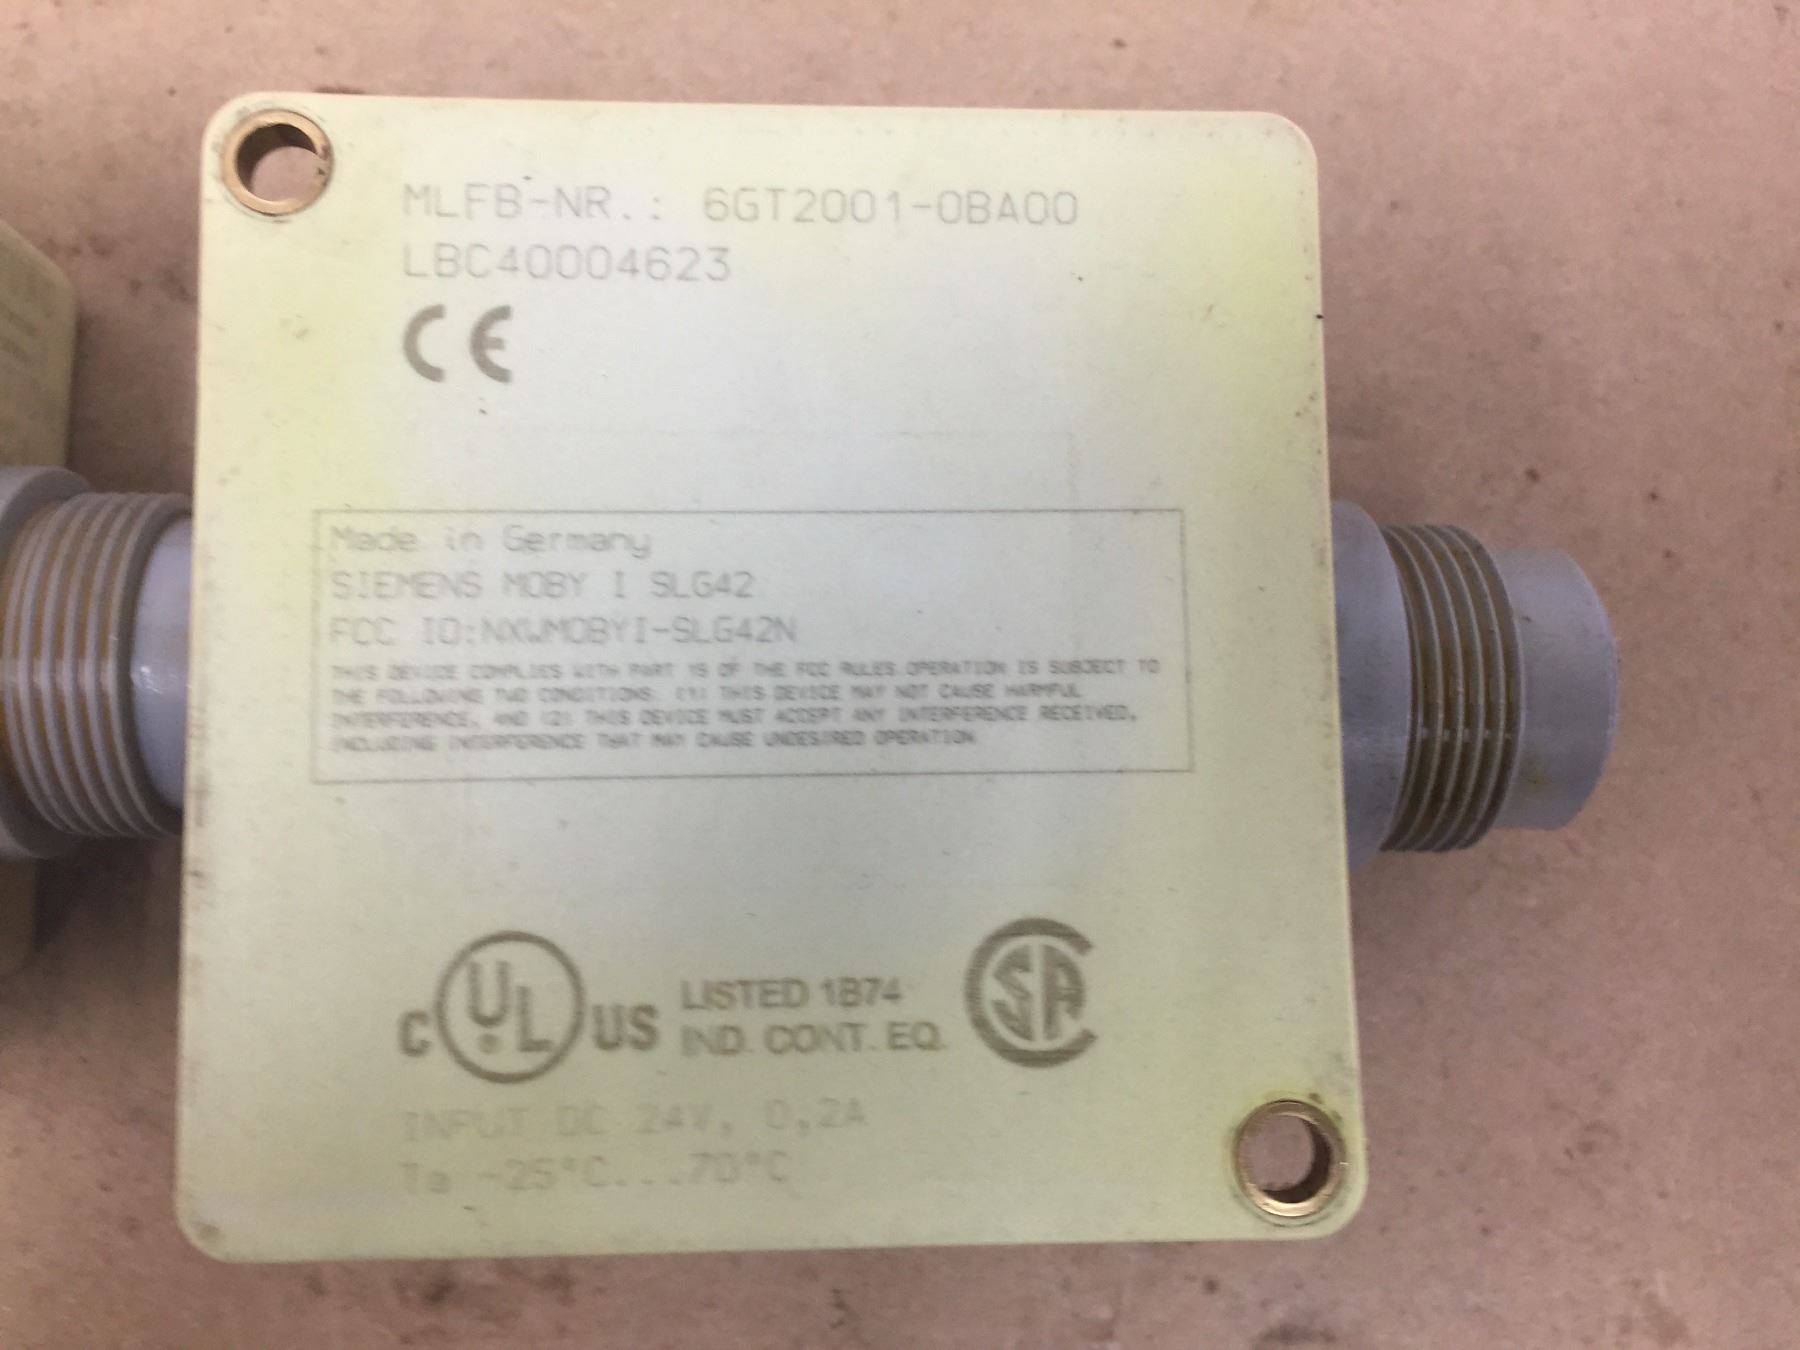 MLFB-NR.: 6GT2001-0BA00
LBC40004623
CE
Made in Germany
SIEMENS MOBY I SLG42
FCC ID:NXWMOBYI-SLG42N
THIS DEVICE COMPLIES WITH PART 15 OF THE FCC RULES.OPERATION IS SUBJECT TO
THE FOLLOWING TWO CONDITIONS: (1) THIS DEVICE MAY NOT CAUSE HARMFUL
INTERFERENCE, AND (2) THIS DEVICE MUST ACCEPT ANY INTERFERENCE RECEIVED,
INCLUDING INTERFERENCE THAT MAY CAUSE UNDESIRED OPERATION
C UL US LISTED 1B74 SA
IND. CONT. EQ.
INPUT DC 24V, 0,2A
Ta -25°C...70°C